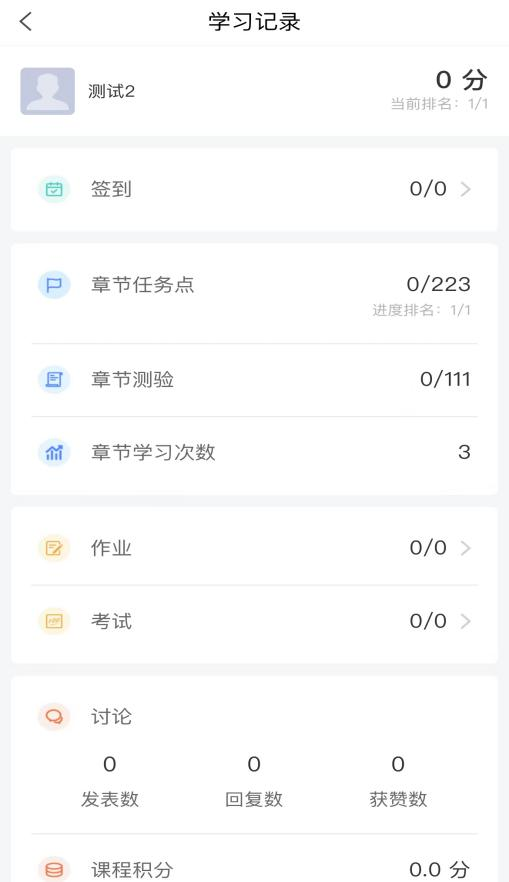 学习记录
测试2
0 分
当前排名：1/1
签到 0/0
章节任务点 0/223
进度排名：1/1
章节测验 0/111
章节学习次数 3
作业 0/0
考试 0/0
讨论
0 0 0
发表数 回复数 获赞数
课程积分 0.0 分